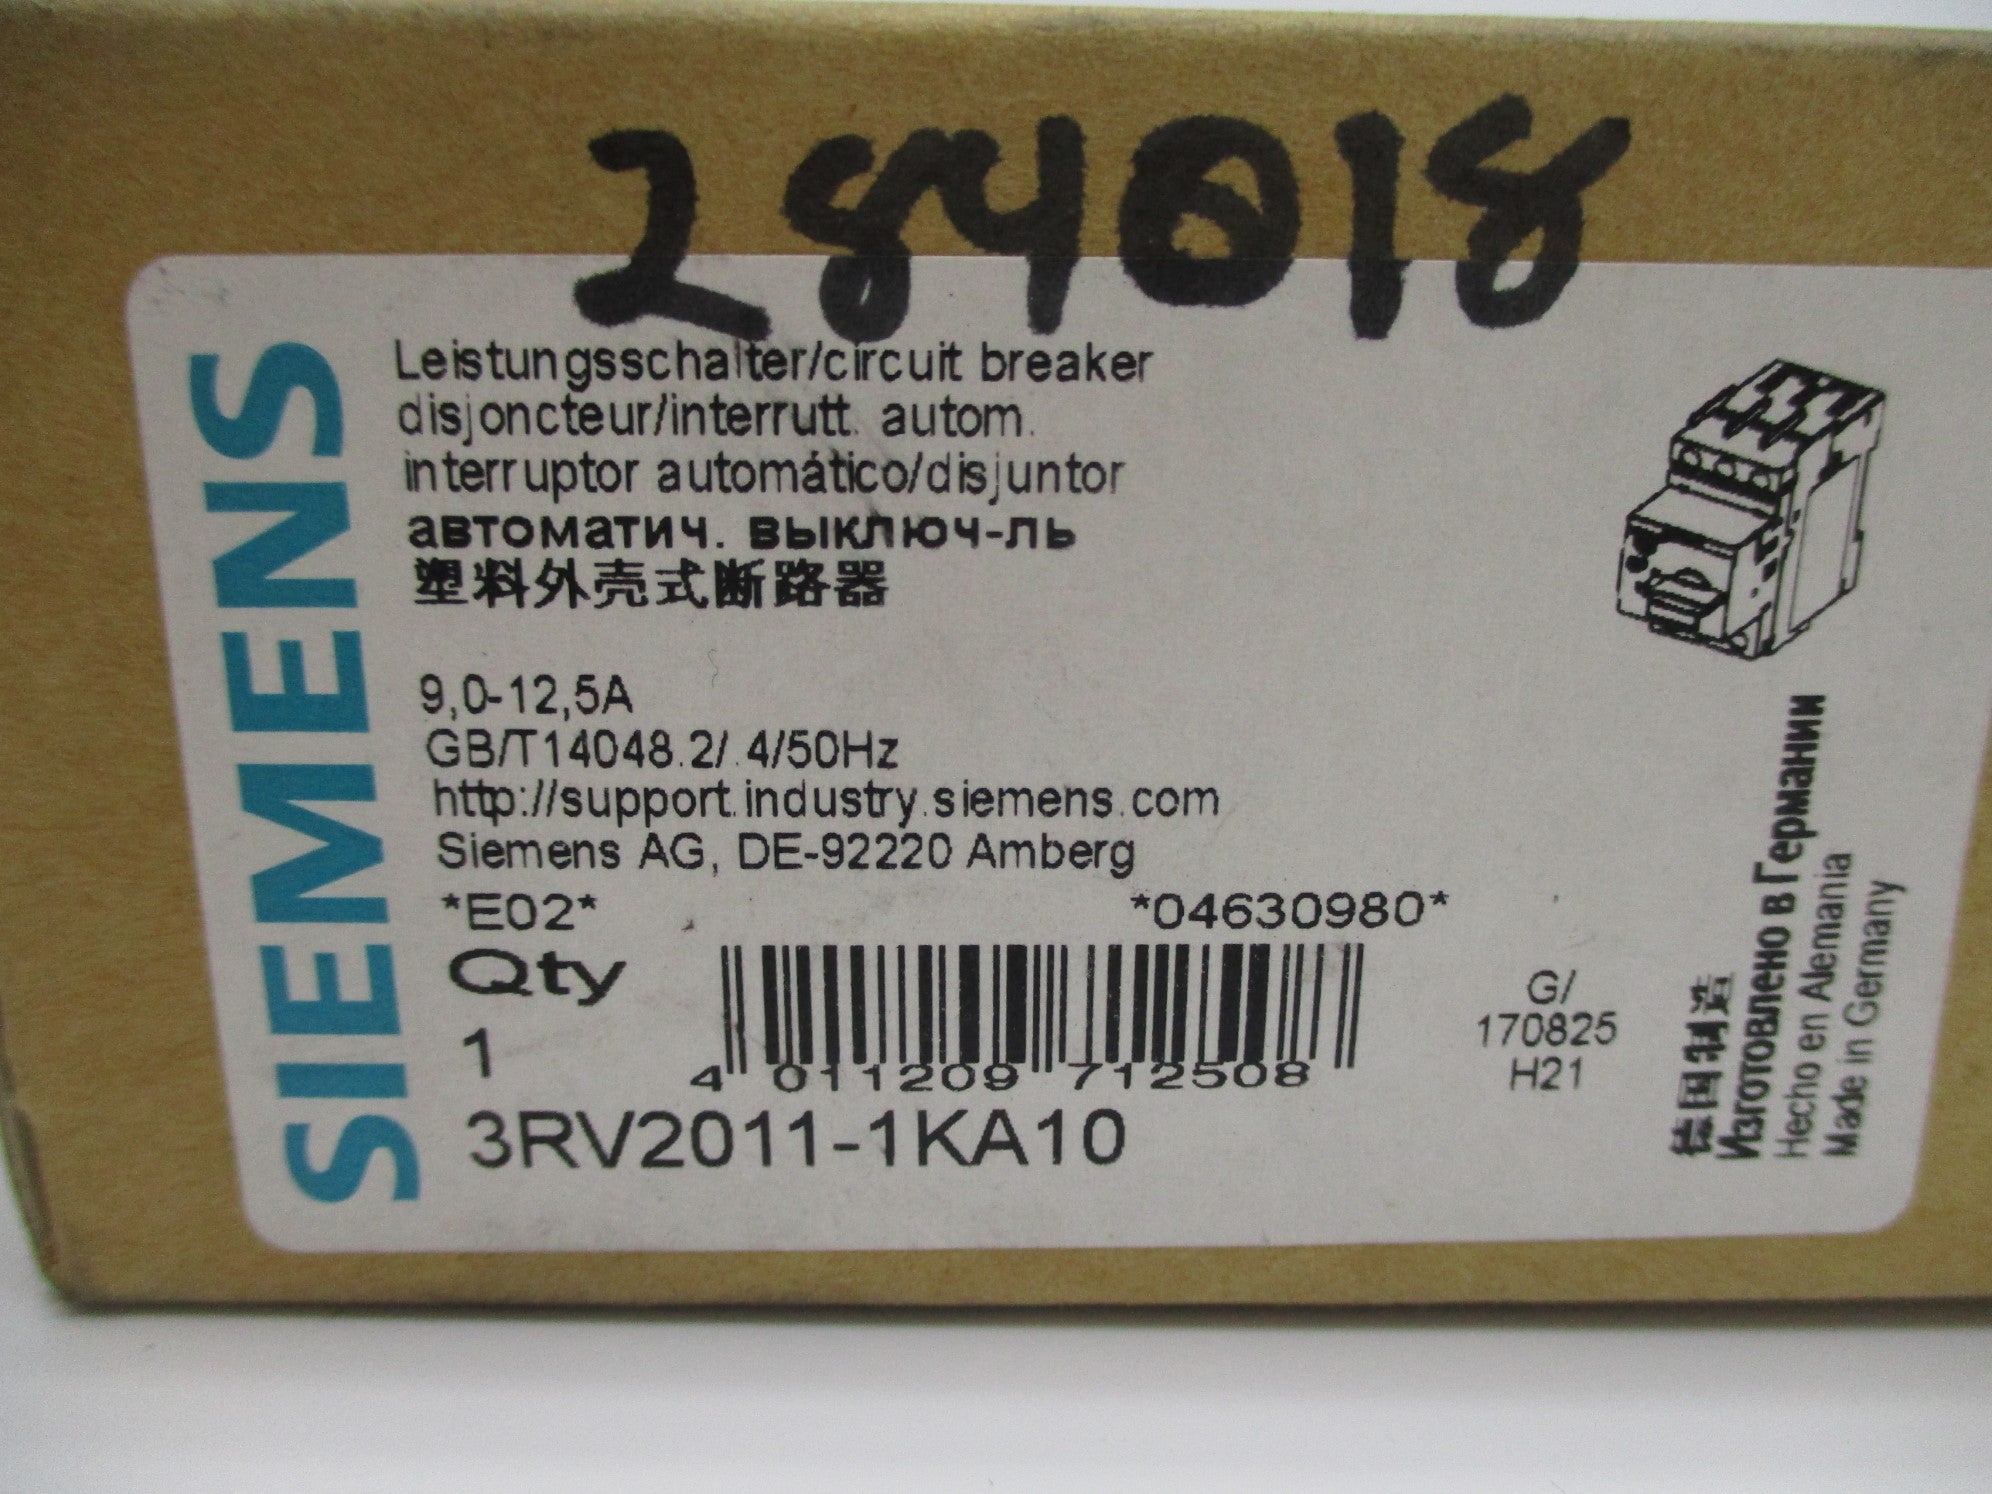 284018
SIEMENS
Leistungsschalter/circuit breaker
disjoncteur/interrutt. autom.
interruptor automático/disjuntor
автоматич. выключ-ль
塑料外壳式断路器
9,0-12,5A
GB/T14048.2/.4/50Hz
http://support.industry.siemens.com
Siemens AG, DE-92220 Amberg
*E02* *04630980*
Qty
1
4 011209 712508
3RV2011-1KA10
G/
170825
H21
德国制造
Изготовлено в Германии
Hecho en Alemania
Made in Germany